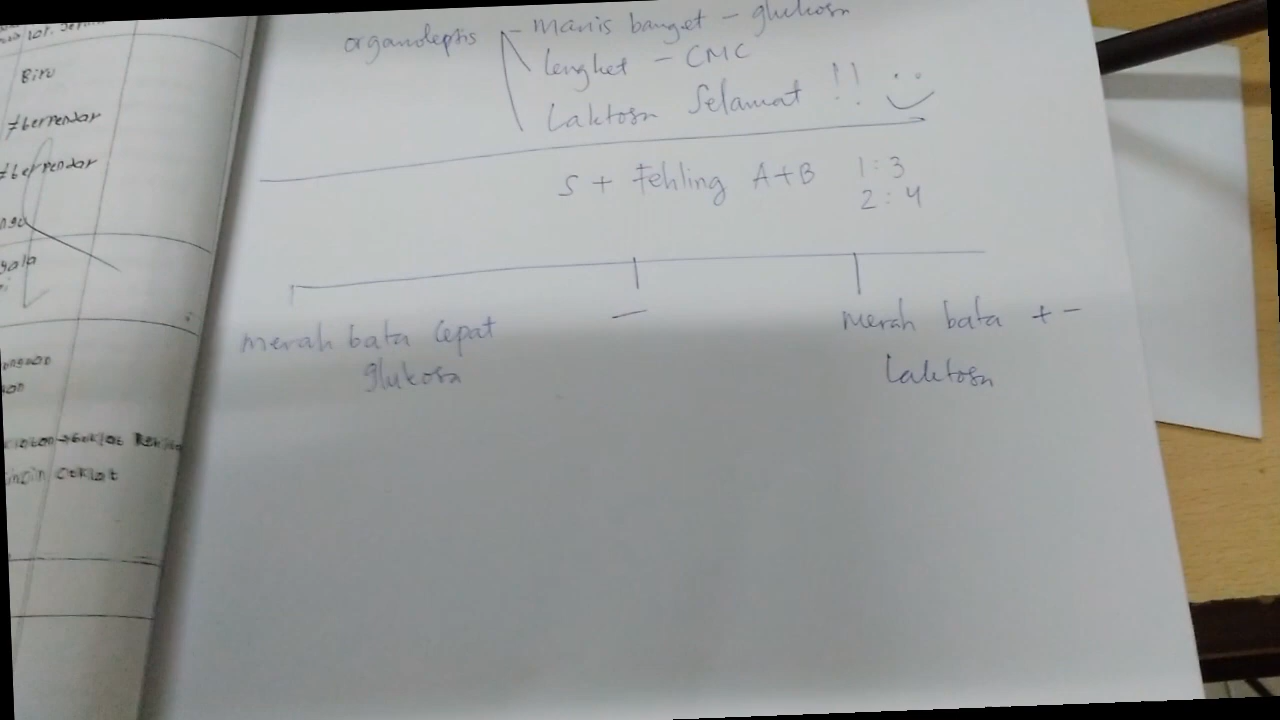 Biru
≠berpendar
≠berpendar
organoleptis - Manis banget - glukosa
lengket - CMC
Laktosa Selamat !!
S + Fehling A+B 1:3
2:4
merah bata cepat
glukosa
—
merah bata + -
Laktosa